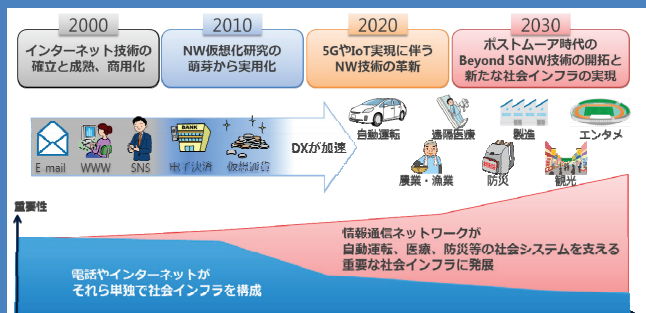 2000
インターネット技術の
確立と成熟、商用化
2010
NW仮想化研究の
萌芽から実用化
2020
5GやIoT実現に伴う
NW技術の革新
2030
ポストムーア時代の
Beyond 5GNW技術の開拓と
新たな社会インフラの実現
E-mail
WWW
SNS
BANK
電子決済
仮想通貨
DXが加速
自動運転
遠隔医療
製造
エンタメ
農業・漁業
防災
観光
重要性
情報通信ネットワークが
自動運転、医療、防災等の社会システムを支える
重要な社会インフラに発展
電話やインターネットが
それら単独で社会インフラを構成